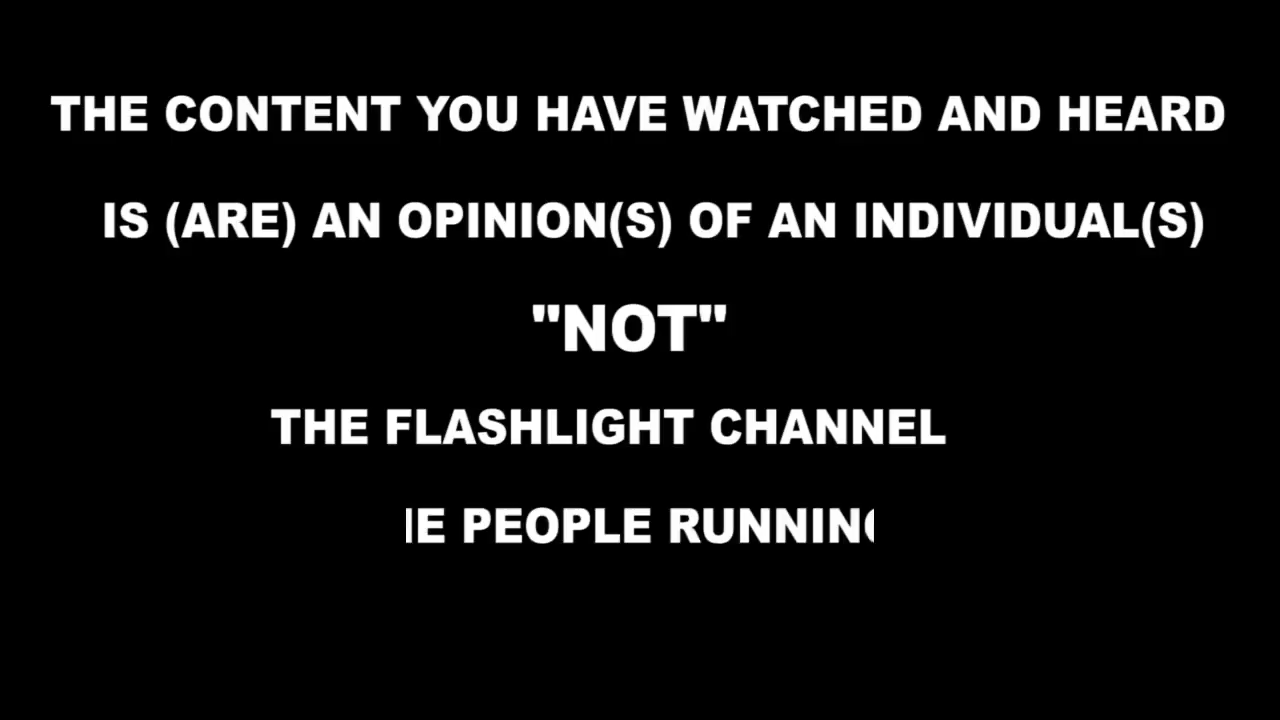 THE CONTENT YOU HAVE WATCHED AND HEARD
IS (ARE) AN OPINION(S) OF AN INDIVIDUAL(S)
"NOT"
THE FLASHLIGHT CHANNEL
PEOPLE